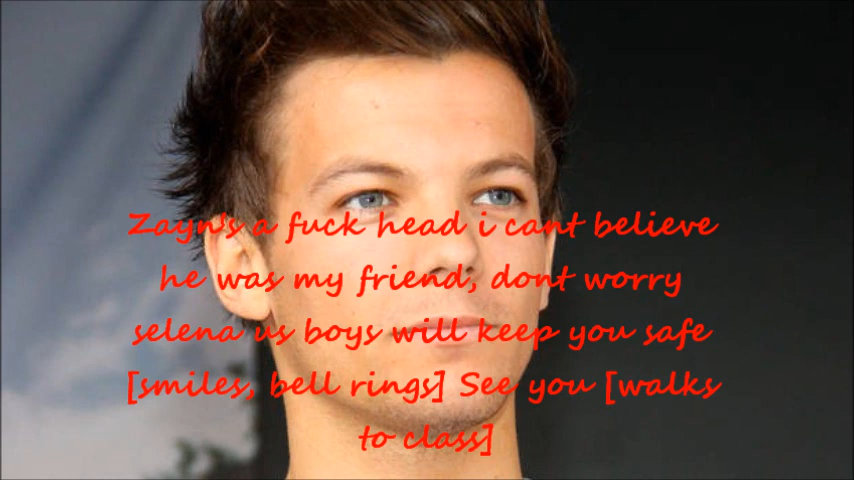 Zayn's a fuck head i cant believe
he was my friend, dont worry
selena us boys will keep you safe
[smiles, bell rings] See you [walks
to class]